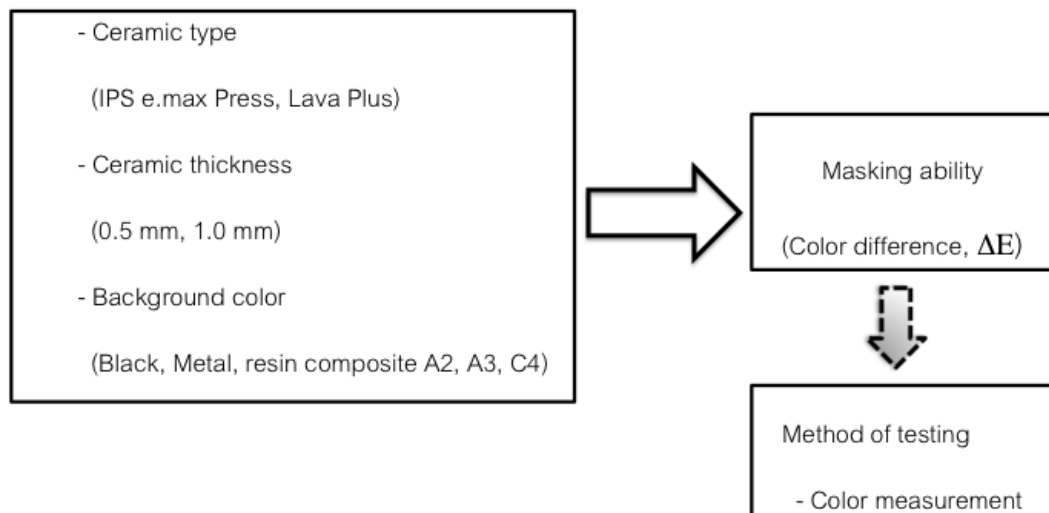 - Ceramic type
(IPS e.max Press, Lava Plus)
- Ceramic thickness
(0.5 mm, 1.0 mm)
- Background color
(Black, Metal, resin composite A2, A3, C4)
Masking ability
(Color difference, ΔE)
Method of testing
- Color measurement